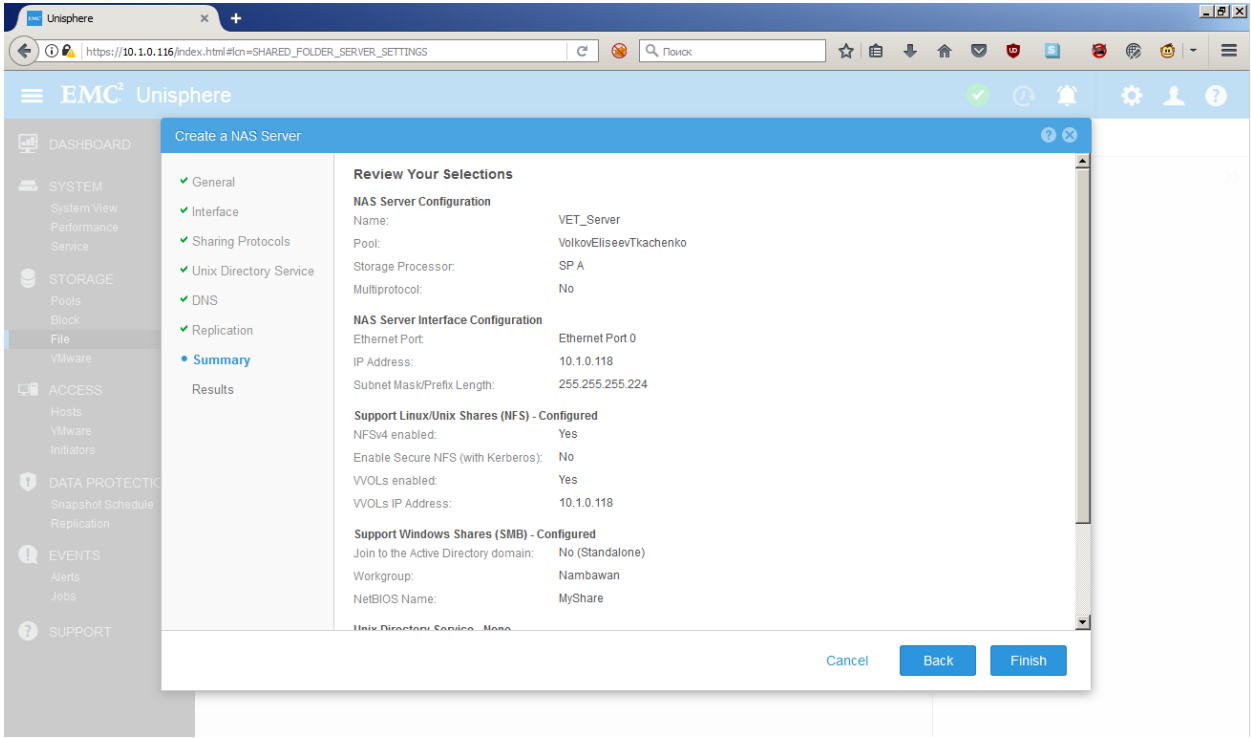 Unisphere
https://10.1.0.116/index.html#lcn=SHARED_FOLDER_SERVER_SETTINGS
Поиск
EMC² Unisphere
DASHBOARD
SYSTEM
System View
Performance
Service
STORAGE
Pools
Block
File
VMware
ACCESS
Hosts
VMware
Initiators
DATA PROTECTIO
Snapshot Schedule
Replication
EVENTS
Alerts
Jobs
SUPPORT
Create a NAS Server
General
Interface
Sharing Protocols
Unix Directory Service
DNS
Replication
Summary
Results
Review Your Selections
NAS Server Configuration
Name: VET_Server
Pool: VolkovEliseevTkachenko
Storage Processor: SP A
Multiprotocol: No
NAS Server Interface Configuration
Ethernet Port: Ethernet Port 0
IP Address: 10.1.0.118
Subnet Mask/Prefix Length: 255.255.255.224
Support Linux/Unix Shares (NFS) - Configured
NFSv4 enabled: Yes
Enable Secure NFS (with Kerberos): No
VVOLs enabled: Yes
VVOLs IP Address: 10.1.0.118
Support Windows Shares (SMB) - Configured
Join to the Active Directory domain: No (Standalone)
Workgroup: Nambawan
NetBIOS Name: MyShare
Unix Directory Service - None
Cancel
Back
Finish